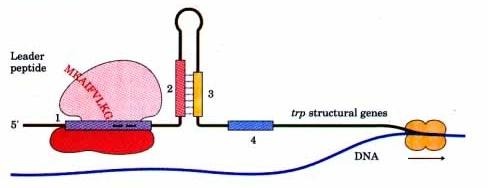 Leader
peptide
MKAIFVLKG
1
2
3
5'
4
trp structural genes
DNA